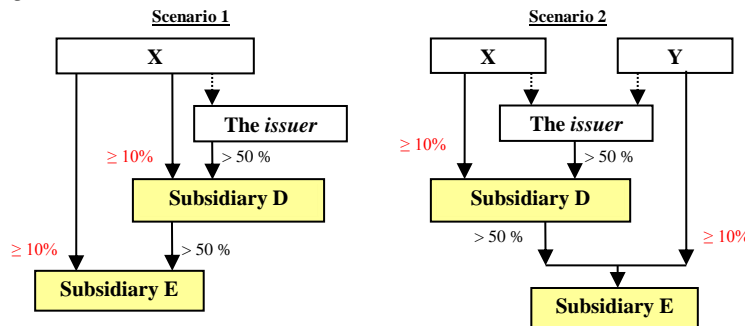 Scenario 1
X
The issuer
≥ 10%
> 50 %
Subsidiary D
≥ 10%
> 50 %
Subsidiary E
Scenario 2
X
Y
The issuer
≥ 10%
> 50 %
Subsidiary D
> 50 %
≥ 10%
Subsidiary E